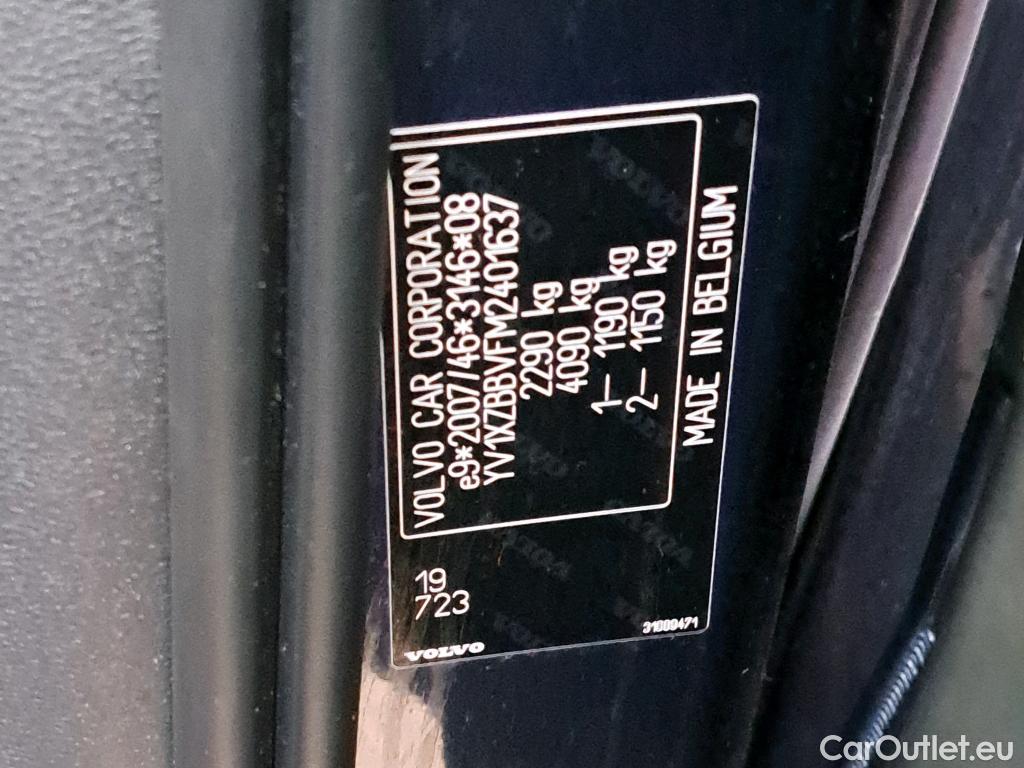 VOLVO CAR CORPORATION
e9*2007/46*3146*08
YV1XZBBVFM2401637
2290 kg
4090 kg
1– 1190 kg
2– 1150 kg
MADE IN BELGIUM
19
723
VOLVO
31009471
CarOutlet.eu